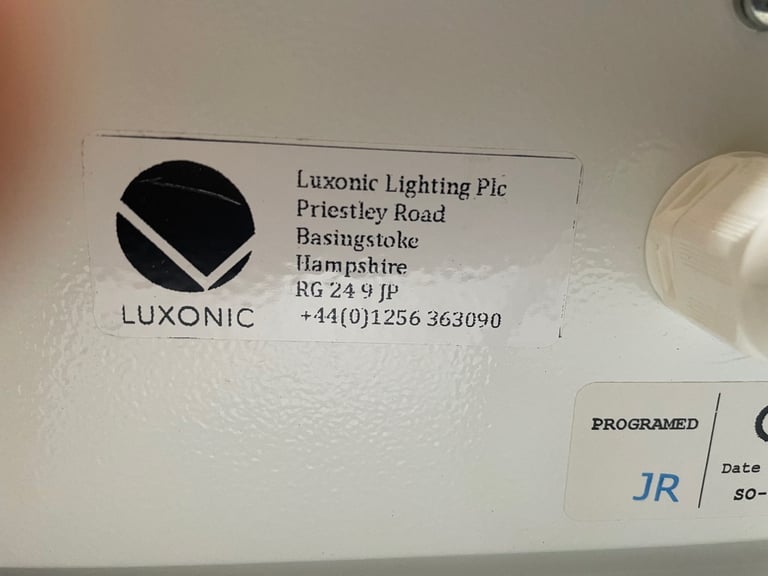 Luxonic Lighting Plc
Priestley Road
Basingstoke
Hampshire
RG 24 9 JP
+44(0)1256 363090
LUXONIC
PROGRAMED
JR
Date
SO-